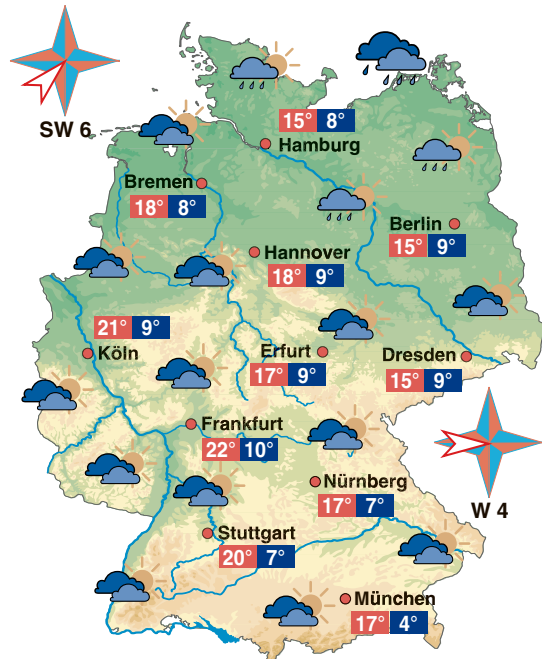 SW 6
15° 8°
Hamburg
Bremen
18° 8°
Berlin
15° 9°
Hannover
18° 9°
21° 9°
Köln
Erfurt
17° 9°
Dresden
15° 9°
Frankfurt
22° 10°
Nürnberg
17° 7°
W 4
Stuttgart
20° 7°
München
17° 4°